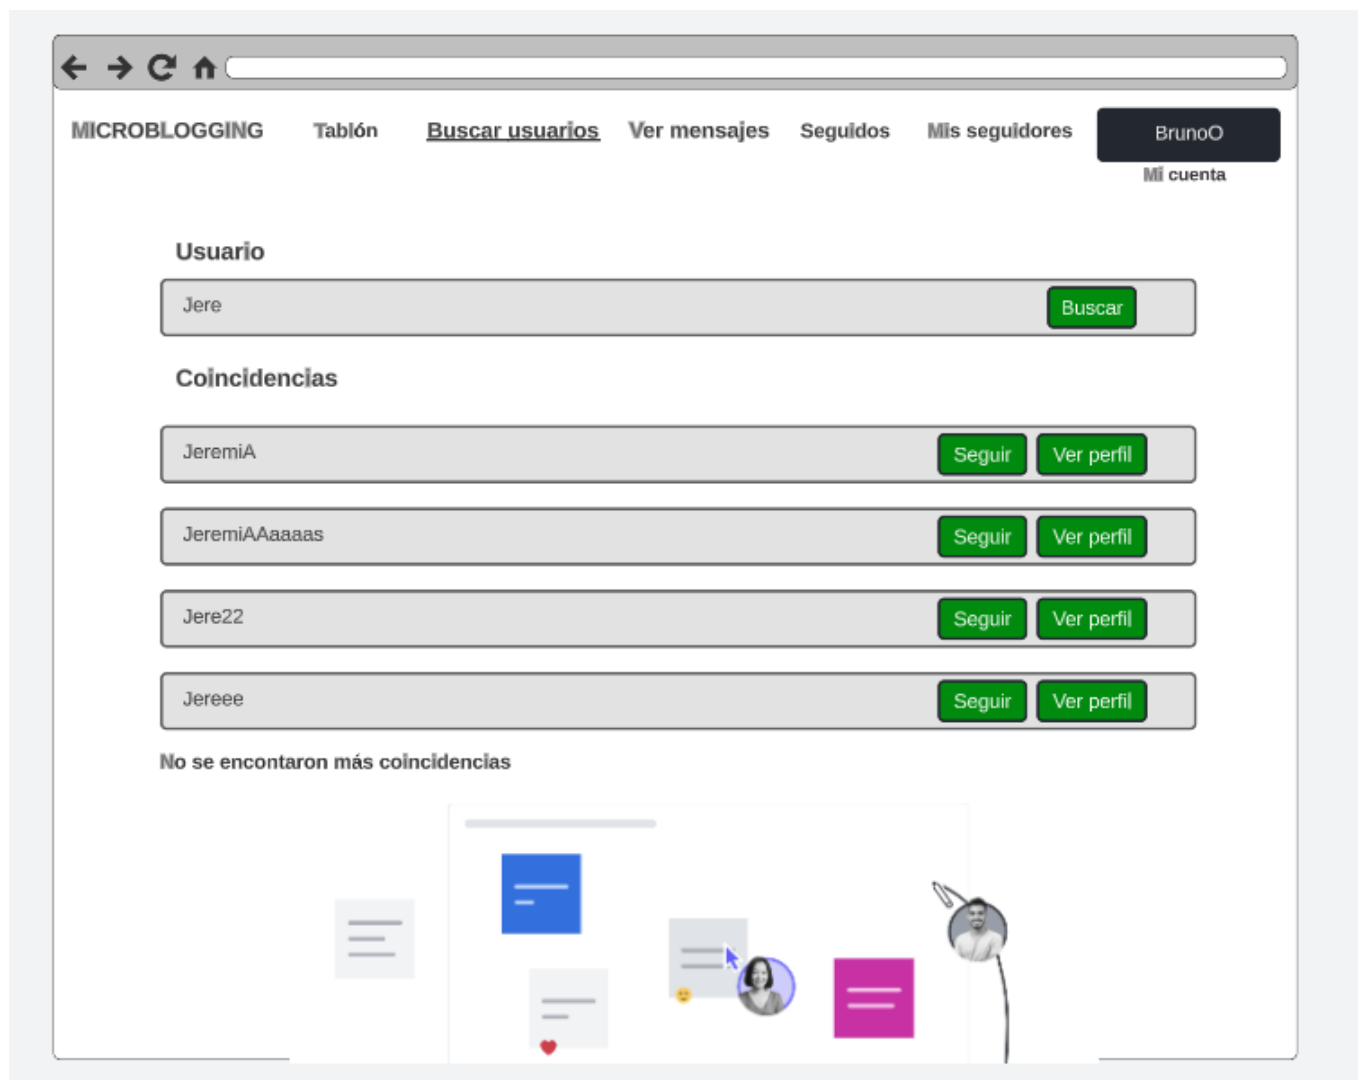 MICROBLOGGING Tablón Buscar usuarios Ver mensajes Seguidos Mis seguidores BrunoO
Mi cuenta
Usuario
Jere Buscar
Coincidencias
JeremiA Seguir Ver perfil
JeremiAAaaaas Seguir Ver perfil
Jere22 Seguir Ver perfil
Jereee Seguir Ver perfil
No se encontaron más coincidencias